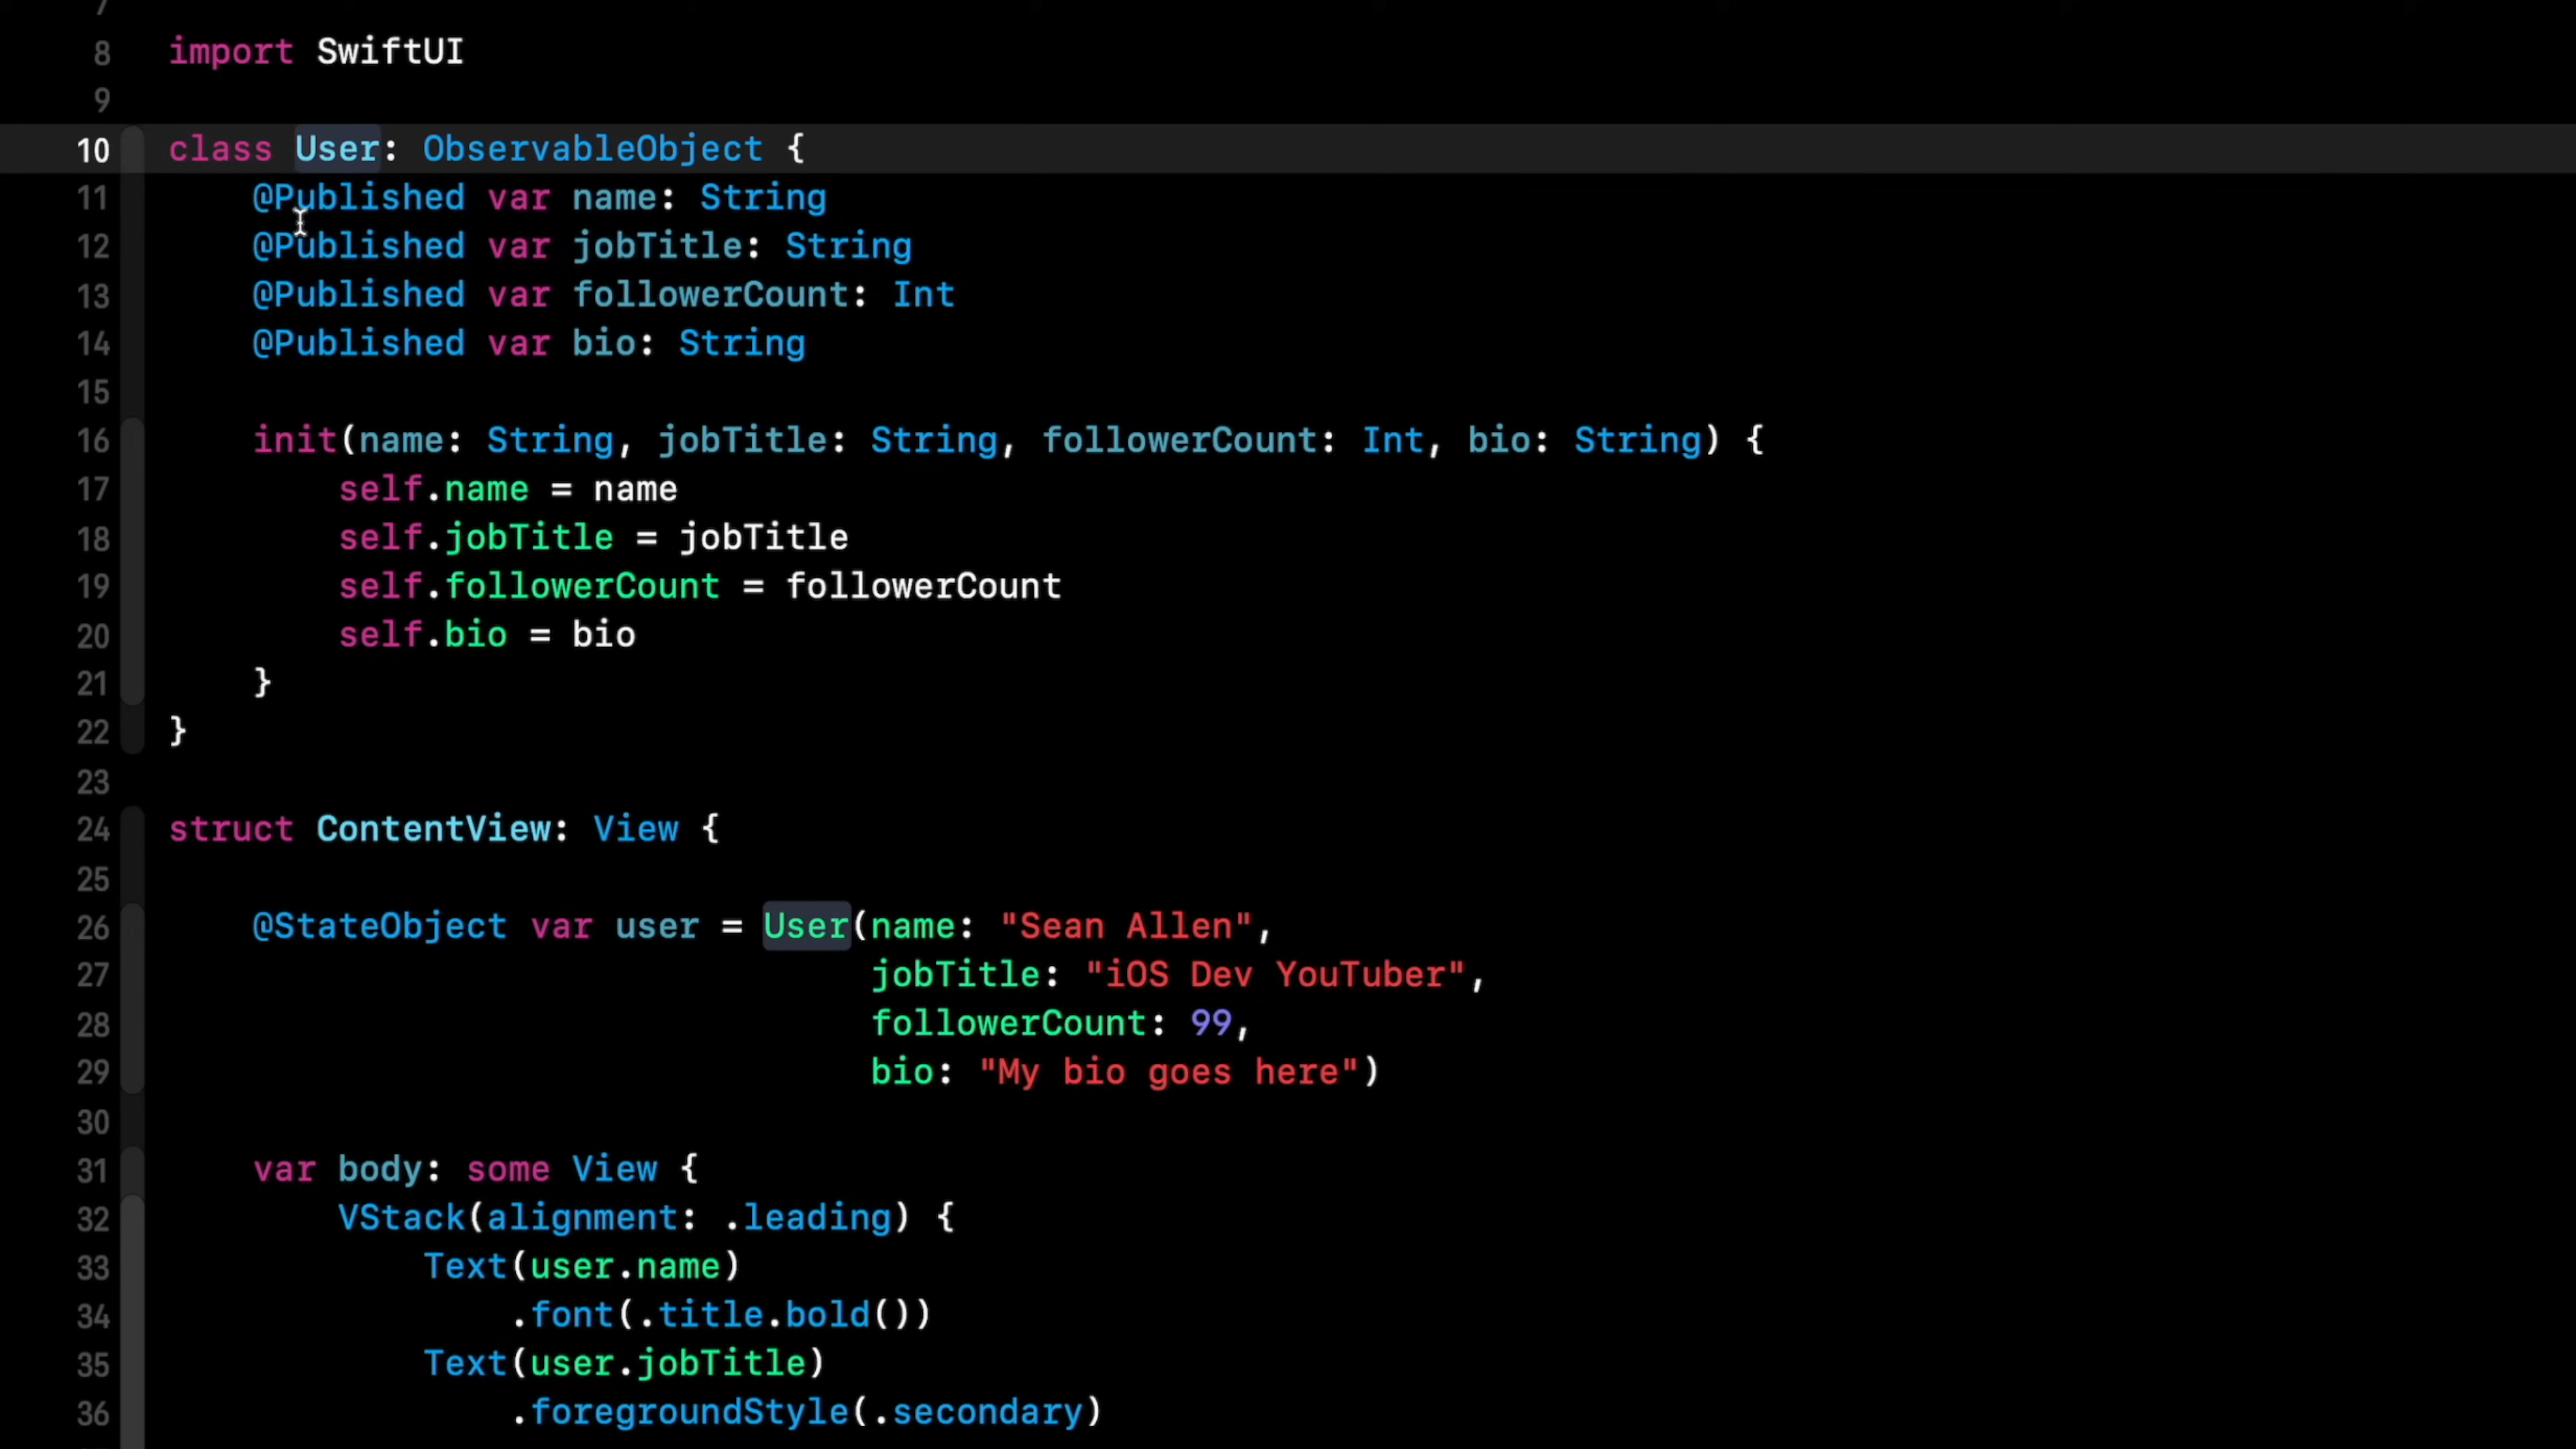 7
8 import SwiftUI
9
10 class User: ObservableObject {
11 @Published var name: String
12 @Published var jobTitle: String
13 @Published var followerCount: Int
14 @Published var bio: String
15
16 init(name: String, jobTitle: String, followerCount: Int, bio: String) {
17 self.name = name
18 self.jobTitle = jobTitle
19 self.followerCount = followerCount
20 self.bio = bio
21 }
22 }
23
24 struct ContentView: View {
25
26 @StateObject var user = User(name: "Sean Allen",
27 jobTitle: "iOS Dev YouTuber",
28 followerCount: 99,
29 bio: "My bio goes here")
30
31 var body: some View {
32 VStack(alignment: .leading) {
33 Text(user.name)
34 .font(.title.bold())
35 Text(user.jobTitle)
36 .foregroundStyle(.secondary)